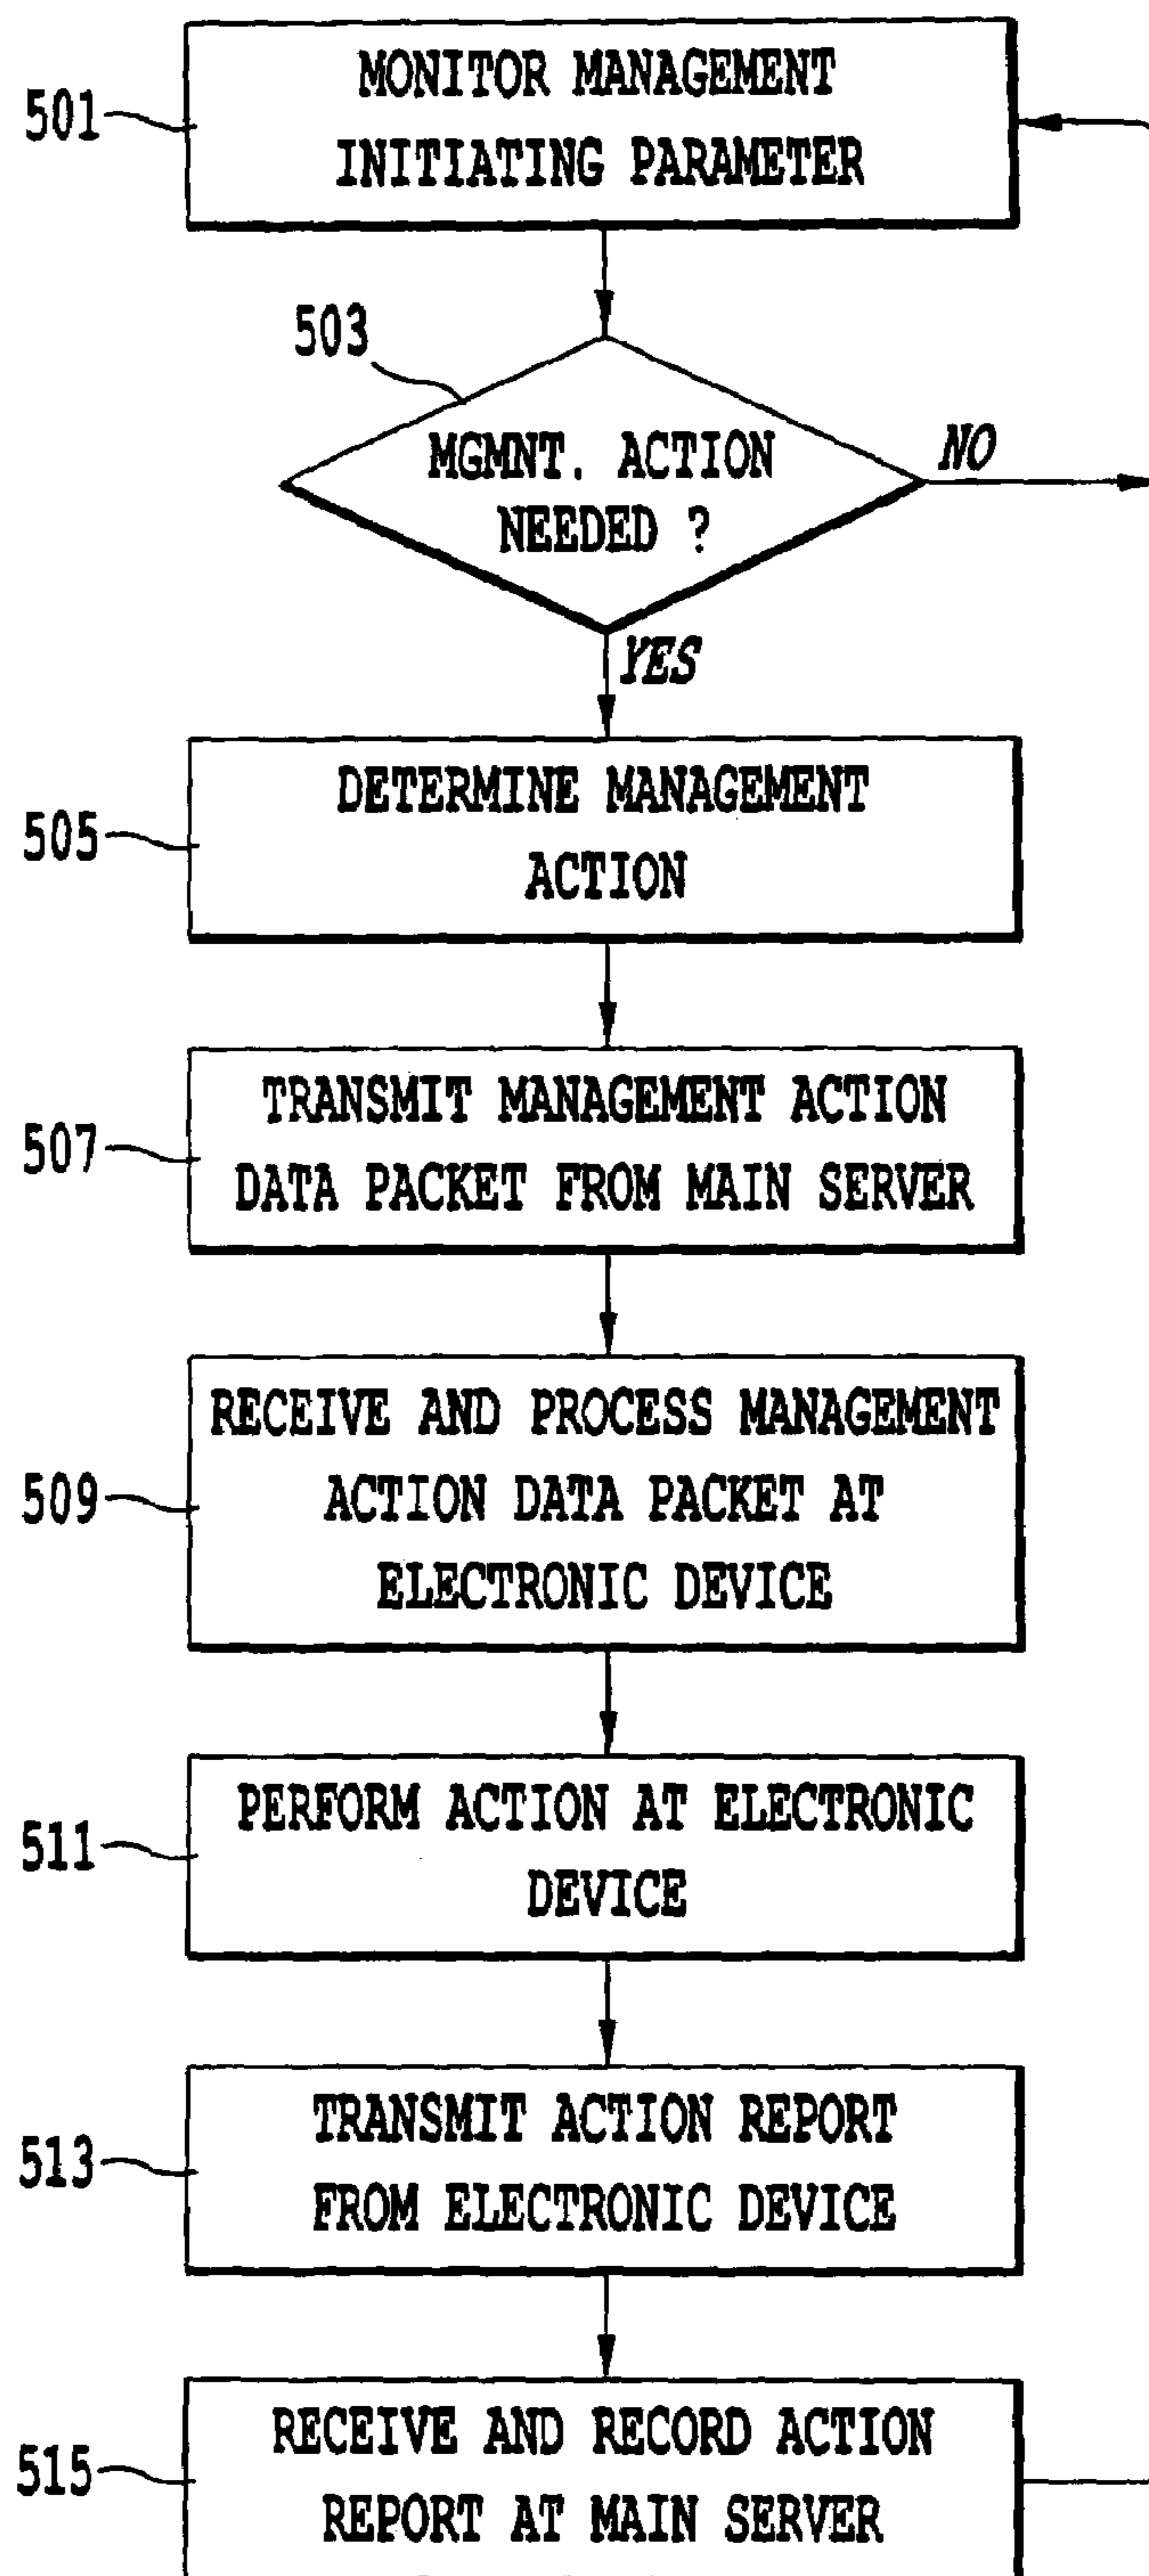 501
MONITOR MANAGEMENT
INITIATING PARAMETER
503
MGMNT. ACTION
NEEDED ?
NO
YES
505
DETERMINE MANAGEMENT
ACTION
507
TRANSMIT MANAGEMENT ACTION
DATA PACKET FROM MAIN SERVER
509
RECEIVE AND PROCESS MANAGEMENT
ACTION DATA PACKET AT
ELECTRONIC DEVICE
511
PERFORM ACTION AT ELECTRONIC
DEVICE
513
TRANSMIT ACTION REPORT
FROM ELECTRONIC DEVICE
515
RECEIVE AND RECORD ACTION
REPORT AT MAIN SERVER